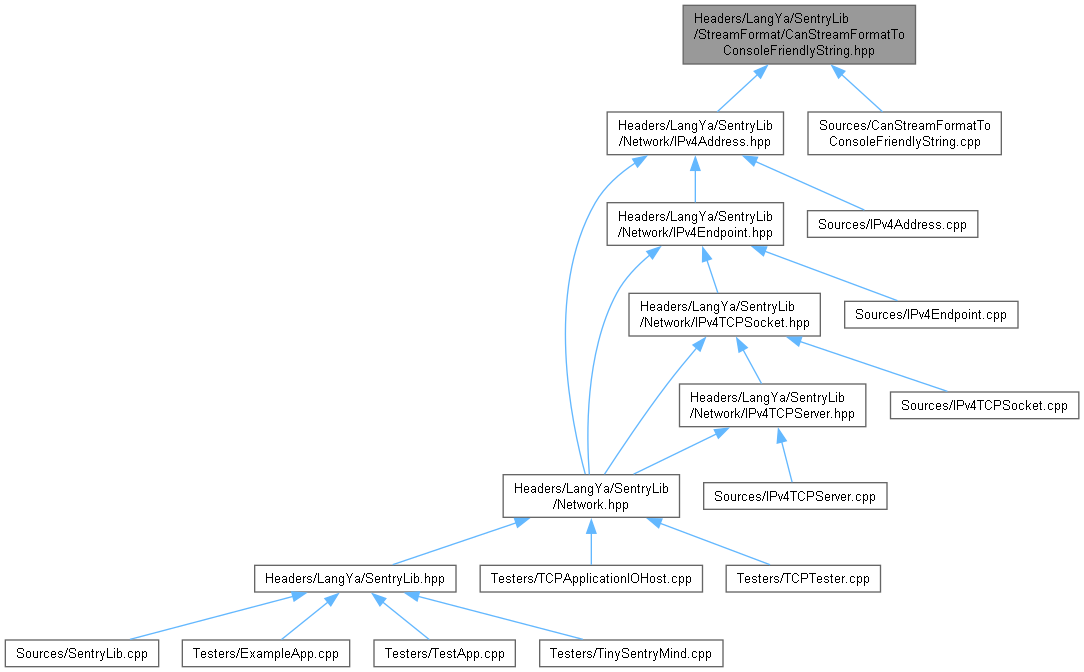 Headers/LangYa/SentryLib
/StreamFormat/CanStreamFormatTo
ConsoleFriendlyString.hpp
Headers/LangYa/SentryLib
/Network/IPv4Address.hpp
Sources/CanStreamFormatTo
ConsoleFriendlyString.cpp
Headers/LangYa/SentryLib
/Network/IPv4Endpoint.hpp
Sources/IPv4Address.cpp
Headers/LangYa/SentryLib
/Network/IPv4TCPSocket.hpp
Sources/IPv4Endpoint.cpp
Headers/LangYa/SentryLib
/Network/IPv4TCPServer.hpp
Sources/IPv4TCPSocket.cpp
Headers/LangYa/SentryLib
/Network.hpp
Sources/IPv4TCPServer.cpp
Headers/LangYa/SentryLib.hpp
Testers/TCPApplicationIOHost.cpp
Testers/TCPTester.cpp
Sources/SentryLib.cpp
Testers/ExampleApp.cpp
Testers/TestApp.cpp
Testers/TinySentryMind.cpp